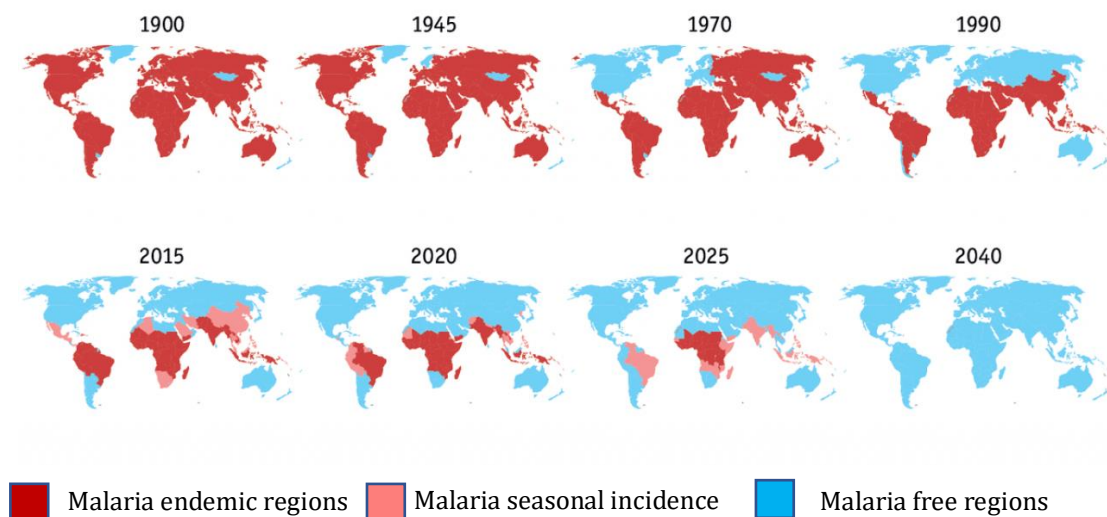 1900
1945
1970
1990
2015
2020
2025
2040
Malaria endemic regions
Malaria seasonal incidence
Malaria free regions